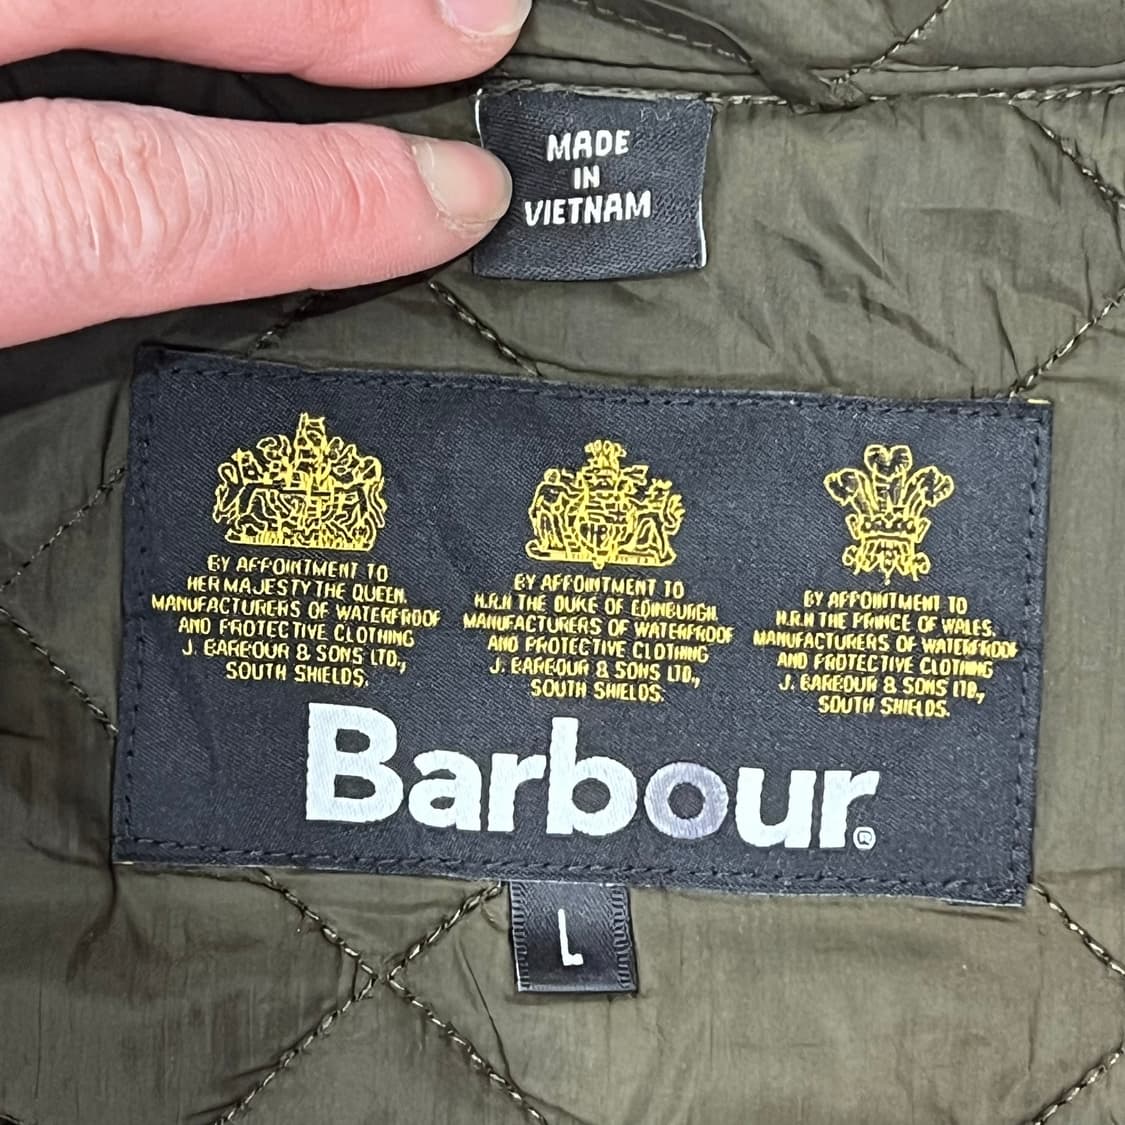 MADE
IN
VIETNAM
BY APPOINTMENT TO
HER MAJESTY THE QUEEN.
MANUFACTURERS OF WATERPROOF
AND PROTECTIVE CLOTHING
J. BARBOUR & SONS LTD.,
SOUTH SHIELDS.
BY APPOINTMENT TO
H.R.H THE DUKE OF EDINBURGH.
MANUFACTURERS OF WATERPROOF
AND PROTECTIVE CLOTHING
J. BARBOUR & SONS LTD.,
SOUTH SHIELDS.
BY APPOINTMENT TO
H.R.H THE PRINCE OF WALES.
MANUFACTURERS OF WATERPROOF
AND PROTECTIVE CLOTHING
J. BARBOUR & SONS LTD.,
SOUTH SHIELDS.
Barbour®
L